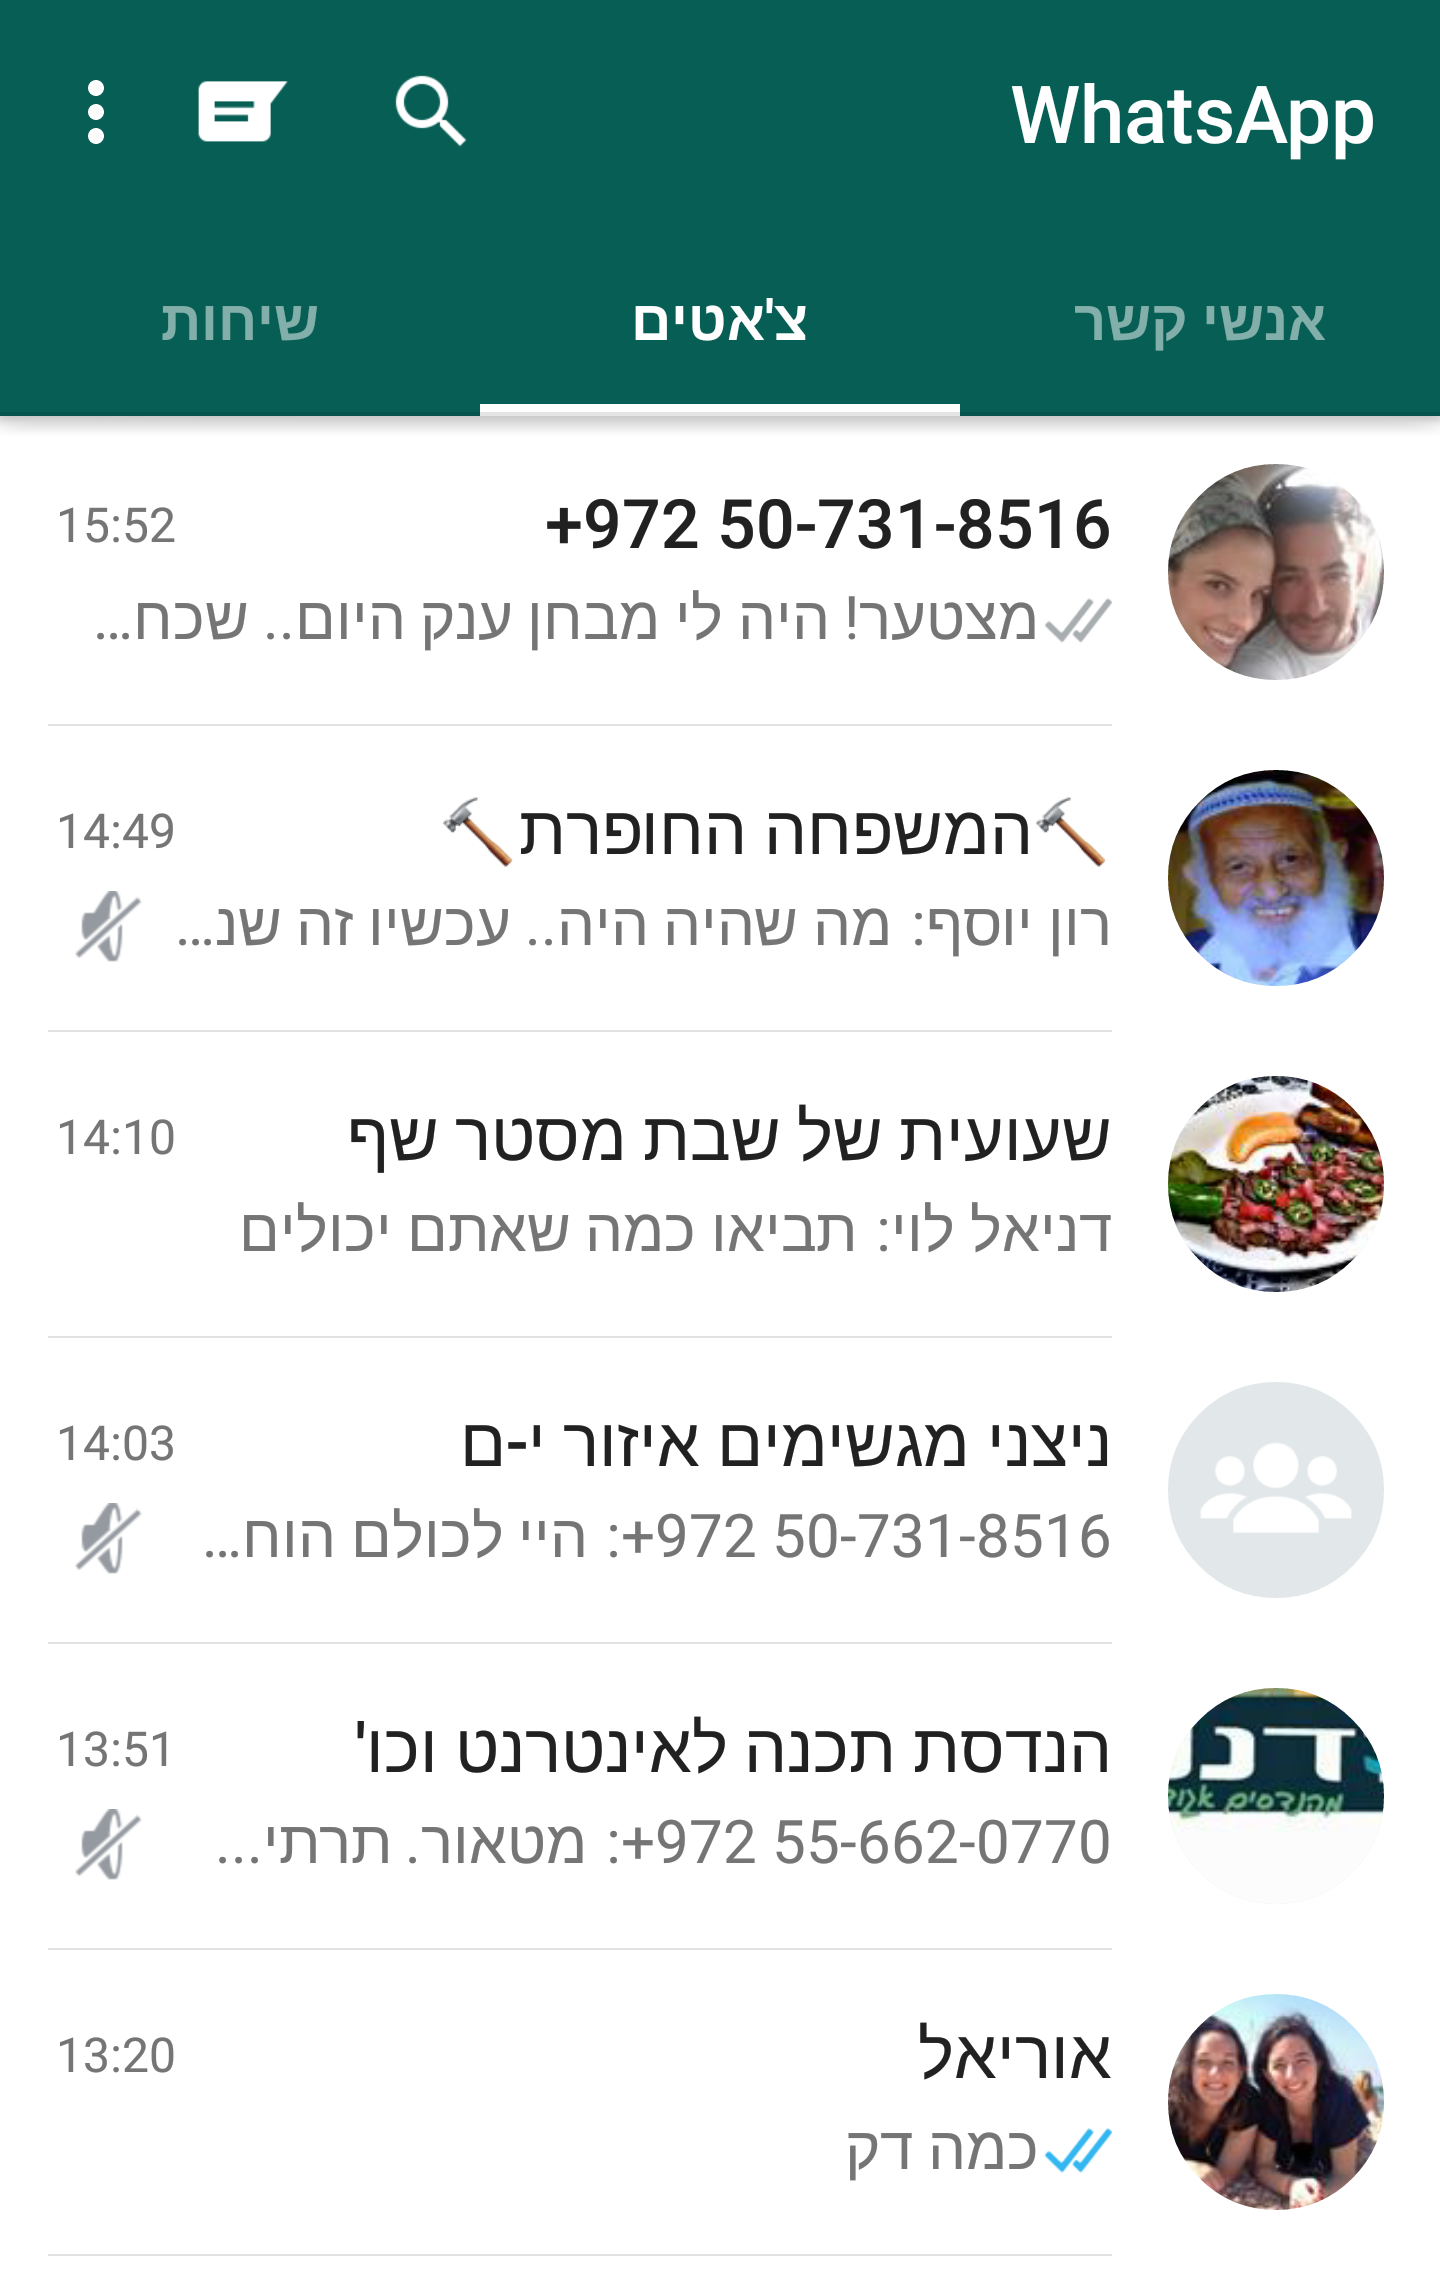 WhatsApp
אנשי קשר
צ'אטים
שיחות
+972 50-731-8516
15:52
מצטער! היה לי מבחן ענק היום.. שכח...
🔨המשפחה החופרת🔨
14:49
רון יוסף: מה שהיה היה.. עכשיו זה שנ...
שעועית של שבת מסטר שף
14:10
דניאל לוי: תביאו כמה שאתם יכולים
ניצני מגשימים איזור י-ם
14:03
+972 50-731-8516: היי לכולם הוח...
הנדסת תכנה לאינטרנט וכו'
13:51
+972 55-662-0770: מטאור. תרתי...
אוריאל
13:20
כמה דק